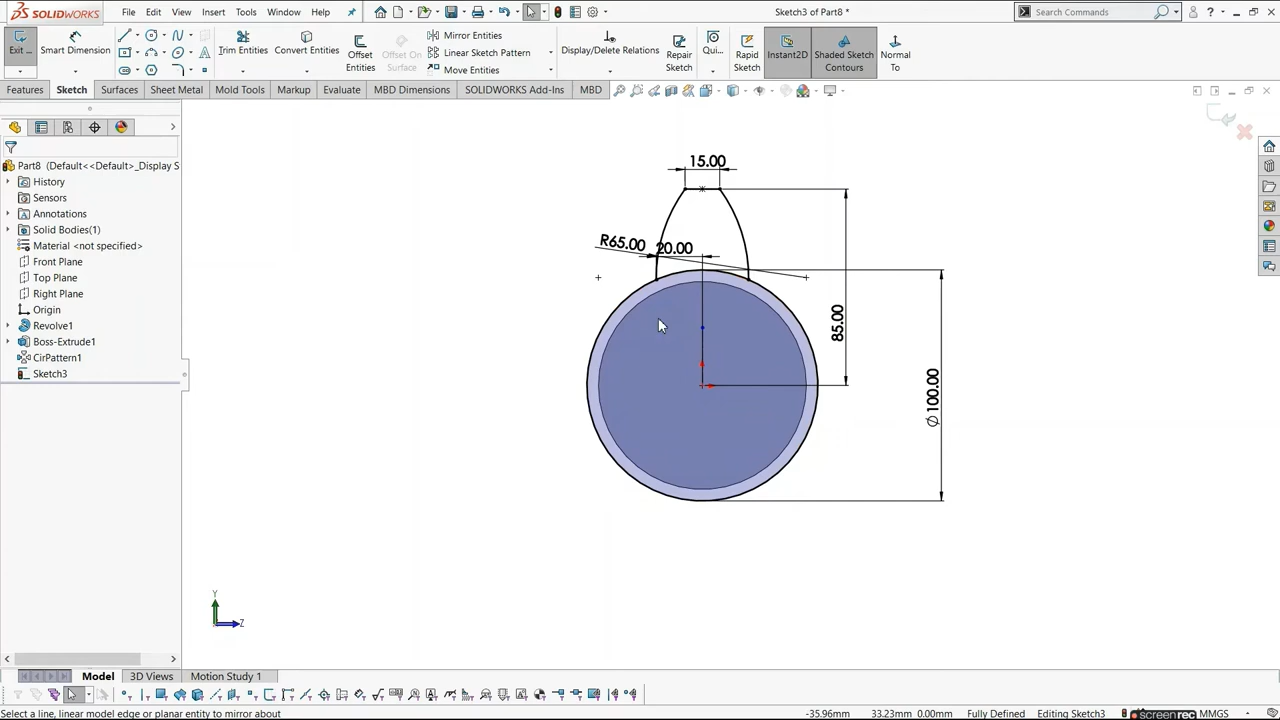 SOLIDWORKS File Edit View Insert Tools Window Help Sketch3 of Part8 * Search Commands
Exit ... Smart Dimension Trim Entities Convert Entities Offset Entities Offset On Surface Mirror Entities Linear Sketch Pattern Move Entities Display/Delete Relations Repair Sketch Qui... Rapid Sketch Instant2D Shaded Sketch Contours Normal To
Features Sketch Surfaces Sheet Metal Mold Tools Markup Evaluate MBD Dimensions SOLIDWORKS Add-Ins MBD
Part8 (Default<<Default>_Display S
History
Sensors
Annotations
Solid Bodies(1)
Material <not specified>
Front Plane
Top Plane
Right Plane
Origin
Revolve1
Boss-Extrude1
CirPattern1
Sketch3
15.00
R65.00 20.00
85.00
∅100.00
Y
Z
Model 3D Views Motion Study 1
Select a line, linear model edge or planar entity to mirror about -35.96mm 33.23mm 0.00mm Fully Defined Editing Sketch3 screenrec MMGS